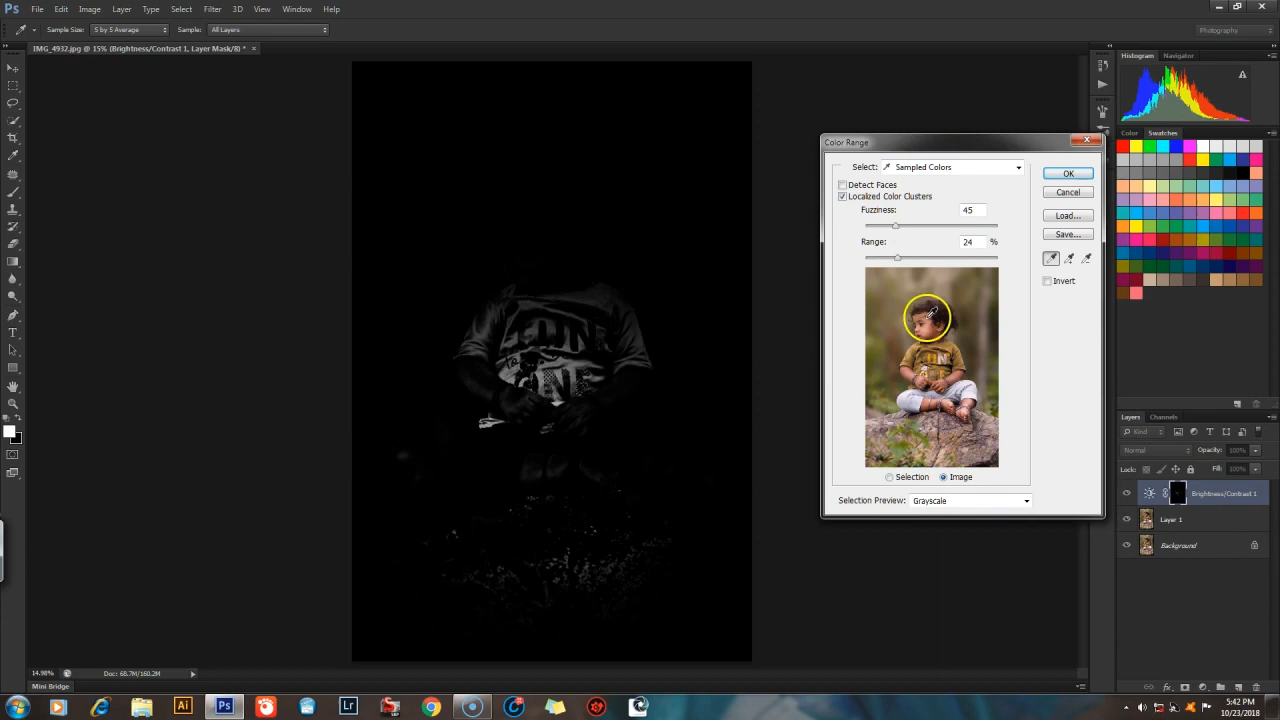 Ps File Edit Image Layer Type Select Filter 3D View Window Help
Sample Size: 5 by 5 Average Sample: All Layers Photography
IMG_4932.jpg @ 15% (Brightness/Contrast 1, Layer Mask/8) * ×
Histogram Navigator
Color Swatches
Color Range
Select: Sampled Colors
Detect Faces
Localized Color Clusters
Fuzziness: 45
Range: 24 %
OK
Cancel
Load...
Save...
Invert
Selection Image
Selection Preview: Grayscale
Layers Channels
Kind
Normal Opacity: 100%
Lock: Fill: 100%
Brightness/Contrast 1
Layer 1
Background
14.98% Doc: 68.7M/160.2M
Mini Bridge
Ai Ps Lr
5:42 PM
10/23/2018